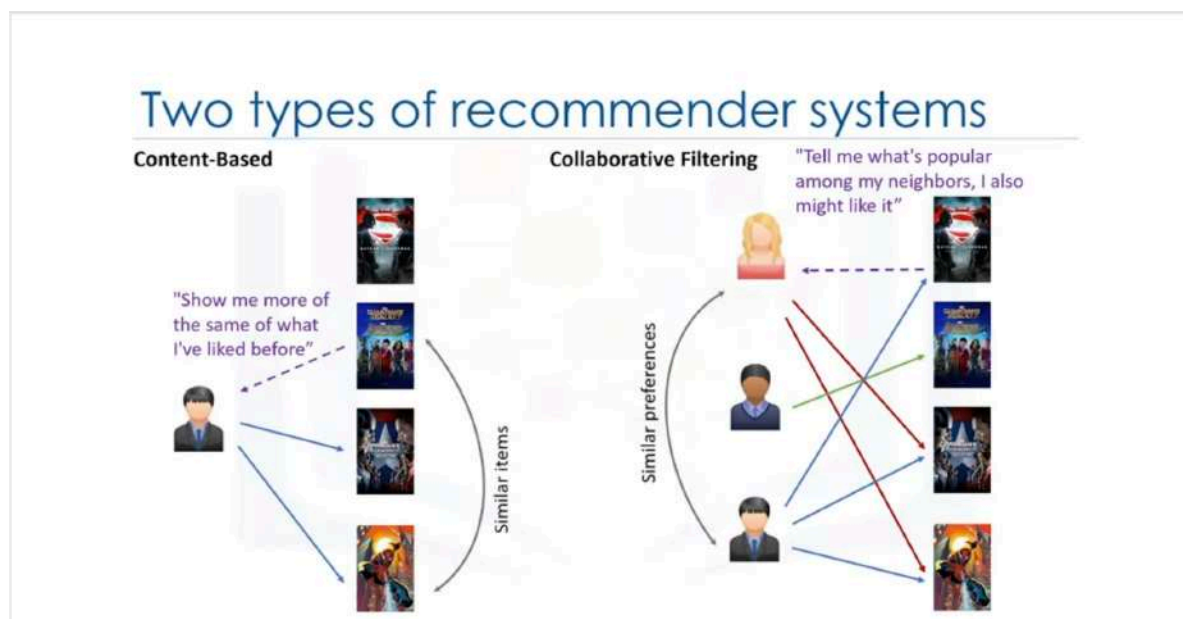 Two types of recommender systems
Content-Based
"Show me more of
the same of what
I've liked before”
Similar items
Collaborative Filtering
"Tell me what's popular
among my neighbors, I also
might like it”
Similar preferences